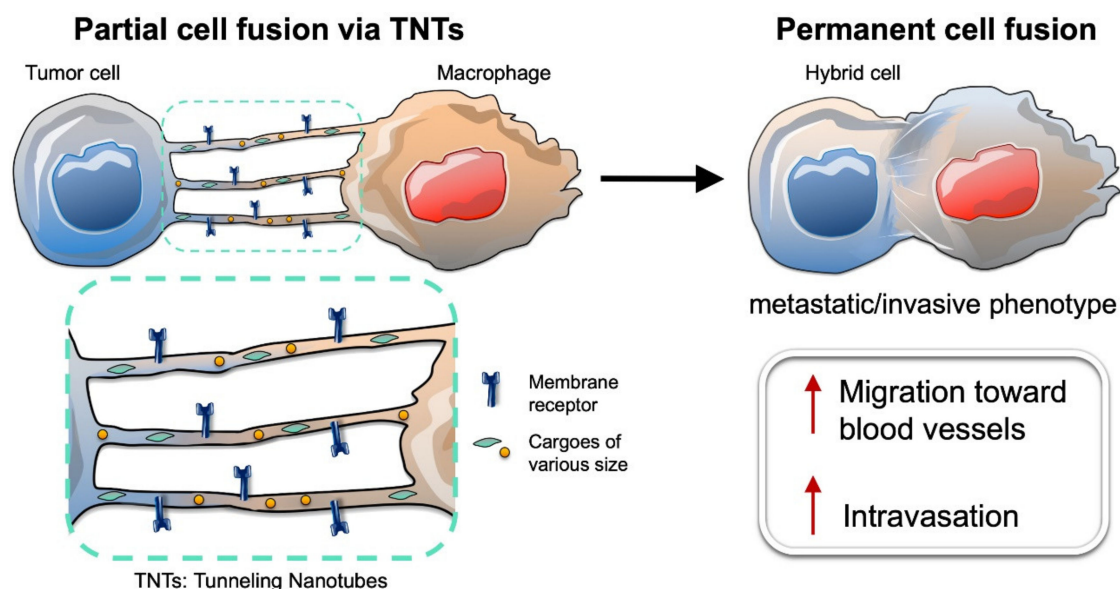 Partial cell fusion via TNTs
Permanent cell fusion
Tumor cell
Macrophage
Hybrid cell
metastatic/invasive phenotype
Membrane
receptor
Cargoes of
various size
Migration toward
blood vessels
Intravasation
TNTs: Tunneling Nanotubes